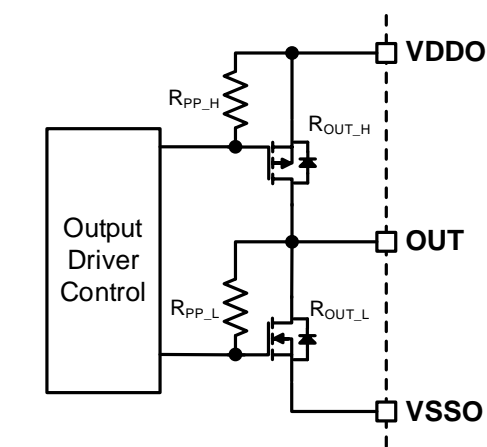 VDDO
RPP_H
ROUT_H
Output
Driver
Control
OUT
RPP_L
ROUT_L
VSSO